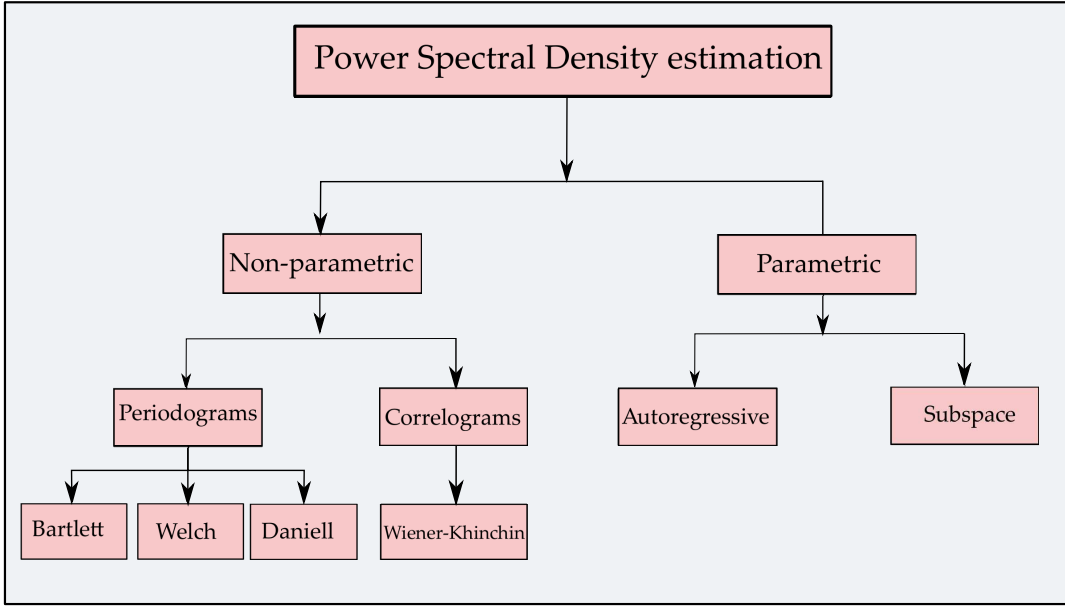 Power Spectral Density estimation
Non-parametric
Parametric
Periodograms
Correlograms
Autoregressive
Subspace
Bartlett
Welch
Daniell
Wiener-Khinchin